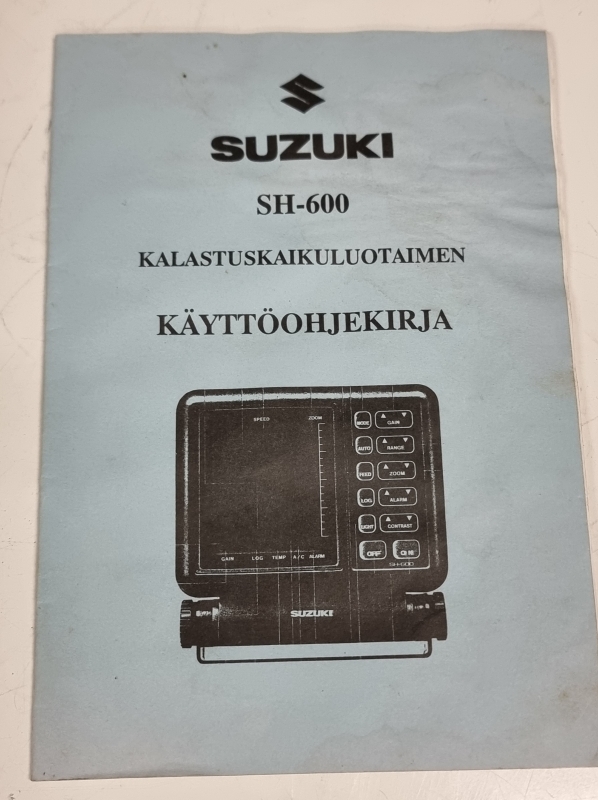 SUZUKI
SH-600
KALASTUSKAIKULUOTAIMEN
KÄYTTÖOHJEKIRJA
SPEED ZOOM
MODE GAIN
AUTO RANGE
FEED ZOOM
LOG ALARM
LIGHT CONTRAST
OFF
GAIN LOG TEMP A/C ALARM
SH-600
SUZUKI